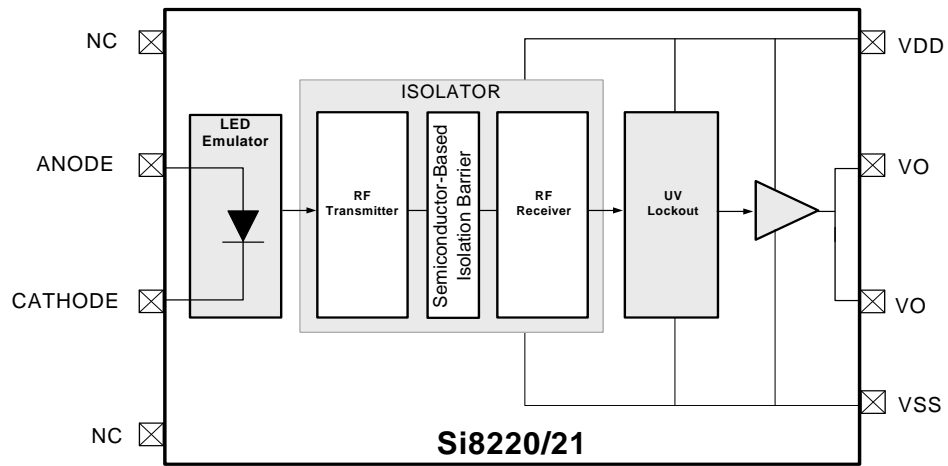 NC
VDD
ISOLATOR
LED
Emulator
ANODE
VO
RF
Transmitter
Semiconductor-Based
Isolation Barrier
RF
Receiver
UV
Lockout
CATHODE
VO
VSS
NC
Si8220/21